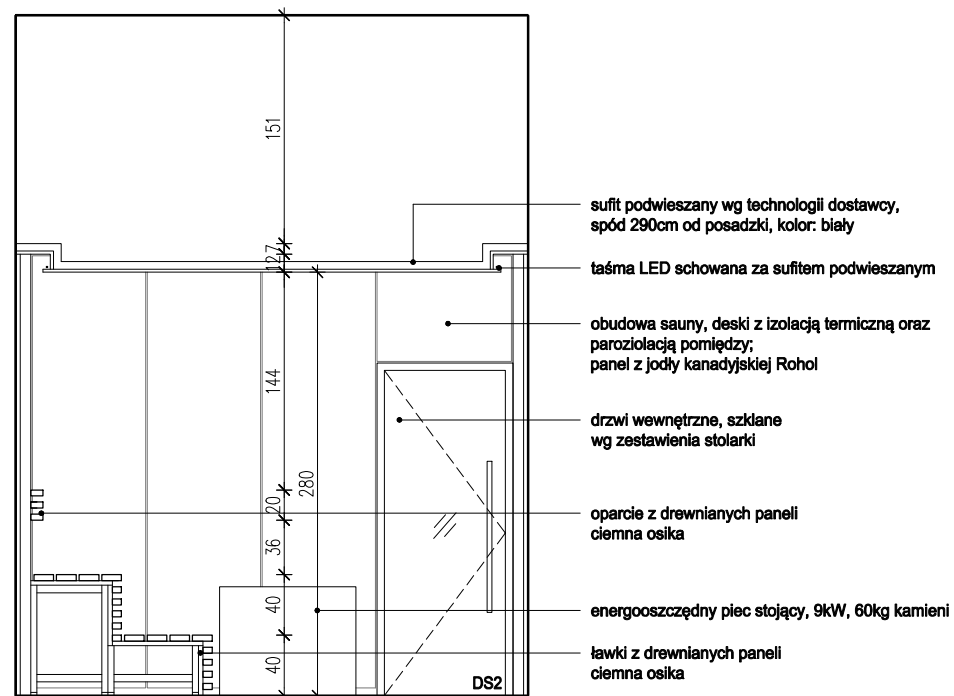 151
sufit podwieszany wg technologii dostawcy,
spód 290cm od posadzki, kolor: biały
7
12
taśma LED schowana za sufitem podwieszanym
obudowa sauny, deski z izolacją termiczną oraz
paroziolacją pomiędzy;
panel z jodły kanadyjskiej Rohol
144
drzwi wewnętrzne, szklane
wg zestawienia stolarki
280
20
oparcie z drewnianych paneli
ciemna osika
36
40
energooszczędny piec stojący, 9kW, 60kg kamieni
40
ławki z drewnianych paneli
ciemna osika
DS2